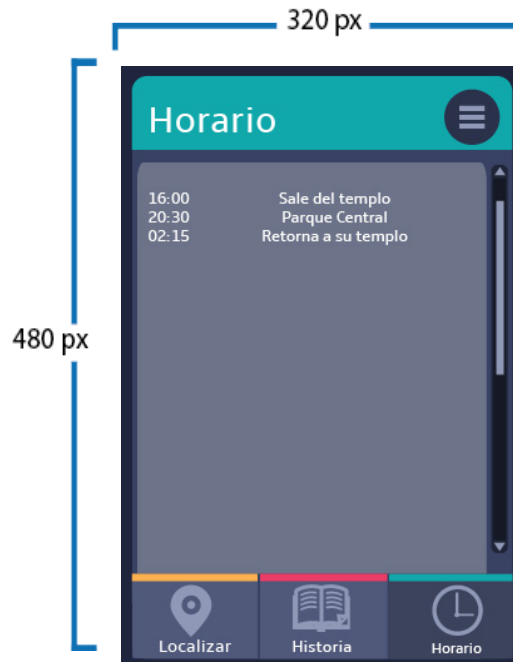 320 px
480 px
Horario
16:00 Sale del templo
20:30 Parque Central
02:15 Retorna a su templo
Localizar Historia Horario